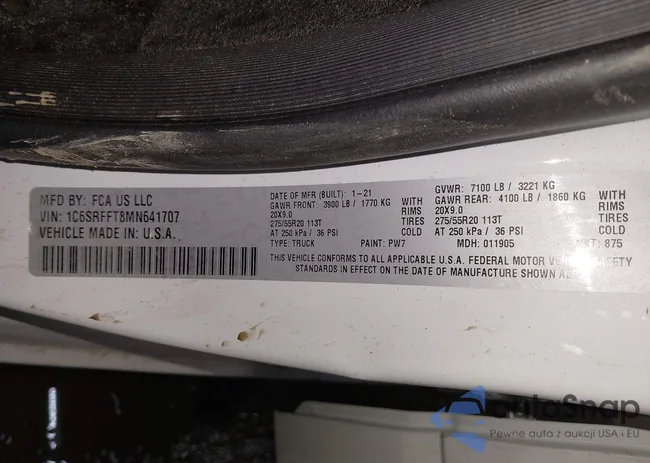 MFD BY: FCA US LLC
VIN: 1C6SRFFT8MN641707
VEHICLE MADE IN: U.S.A.
DATE OF MFR (BUILT): 1-21
GAWR FRONT: 3900 LB / 1770 KG WITH
20X9.0 RIMS
275/55R20 113T TIRES
AT 250 kPa / 36 PSI COLD
TYPE: TRUCK PAINT: PW7
GVWR: 7100 LB / 3221 KG
GAWR REAR: 4100 LB / 1860 KG WITH
20X9.0 RIMS
275/55R20 113T TIRES
AT 250 kPa / 36 PSI COLD
MDH: 011905 875
THIS VEHICLE CONFORMS TO ALL APPLICABLE U.S.A. FEDERAL MOTOR
STANDARDS IN EFFECT ON THE DATE OF MANUFACTURE SHOWN
autoSnap
Pewne auta z aukcji USA i EU